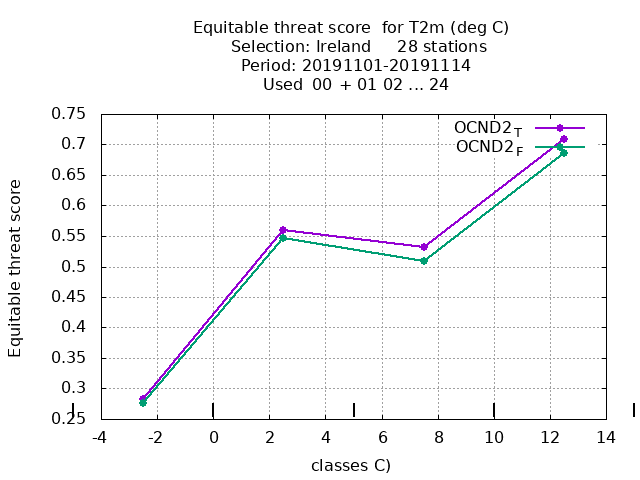 Equitable threat score  for T2m (deg C)
Selection: Ireland     28 stations
Period: 20191101-20191114
Used  00 + 01 02 ... 24
OCND2_T
OCND2_F
Equitable threat score
0.75
0.7
0.65
0.6
0.55
0.5
0.45
0.4
0.35
0.3
0.25
-4 -2 0 2 4 6 8 10 12 14
classes C)